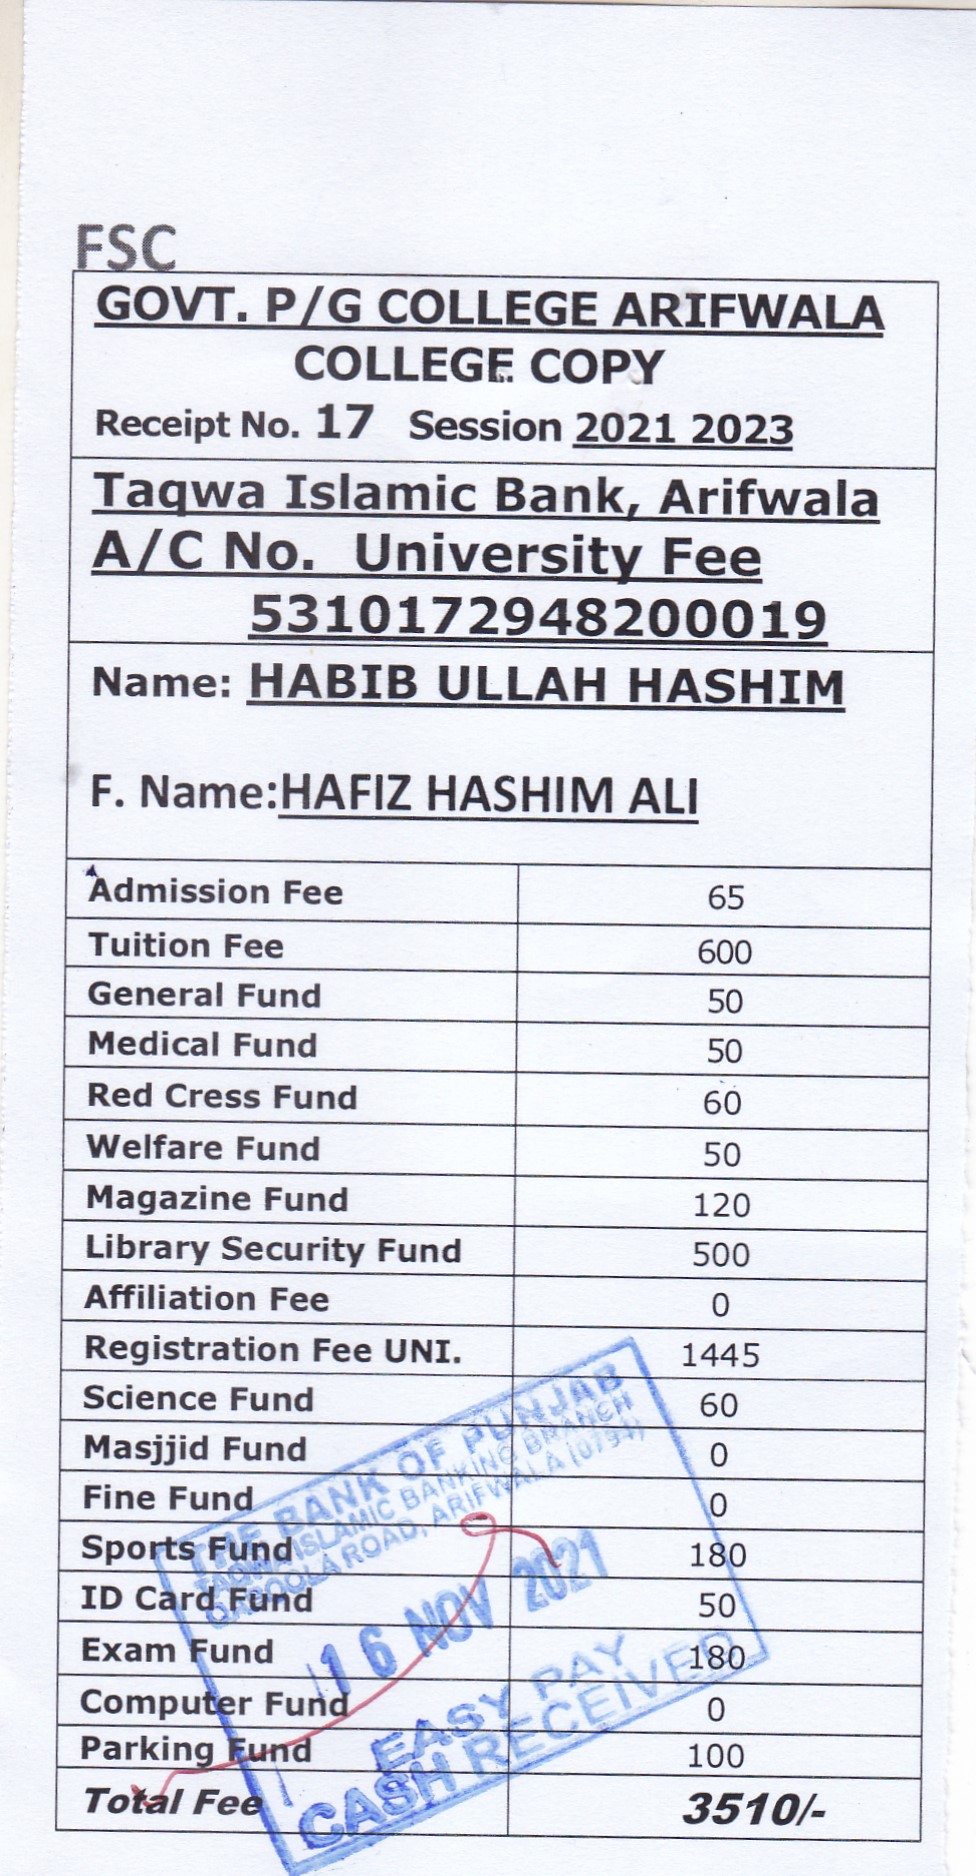 FSC
GOVT. P/G COLLEGE ARIFWALA
COLLEGE COPY
Receipt No. 17 Session 2021 2023
Taqwa Islamic Bank, Arifwala
A/C No. University Fee
5310172948200019
Name: HABIB ULLAH HASHIM
F. Name:HAFIZ HASHIM ALI
Admission Fee 65
Tuition Fee 600
General Fund 50
Medical Fund 50
Red Cress Fund 60
Welfare Fund 50
Magazine Fund 120
Library Security Fund 500
Affiliation Fee 0
Registration Fee UNI. 1445
Science Fund 60
Masjjid Fund 0
Fine Fund 0
Sports Fund 180
ID Card Fund 50
Exam Fund 180
Computer Fund 0
Parking Fund 100
Total Fee 3510/-
THE BANK OF PUNJAB
TAQWA ISLAMIC BANKING BRANCH
QABOOLA ROAD, ARIFWALA (0794)
16 NOV 2021
EASY PAY
CASH RECEIVER